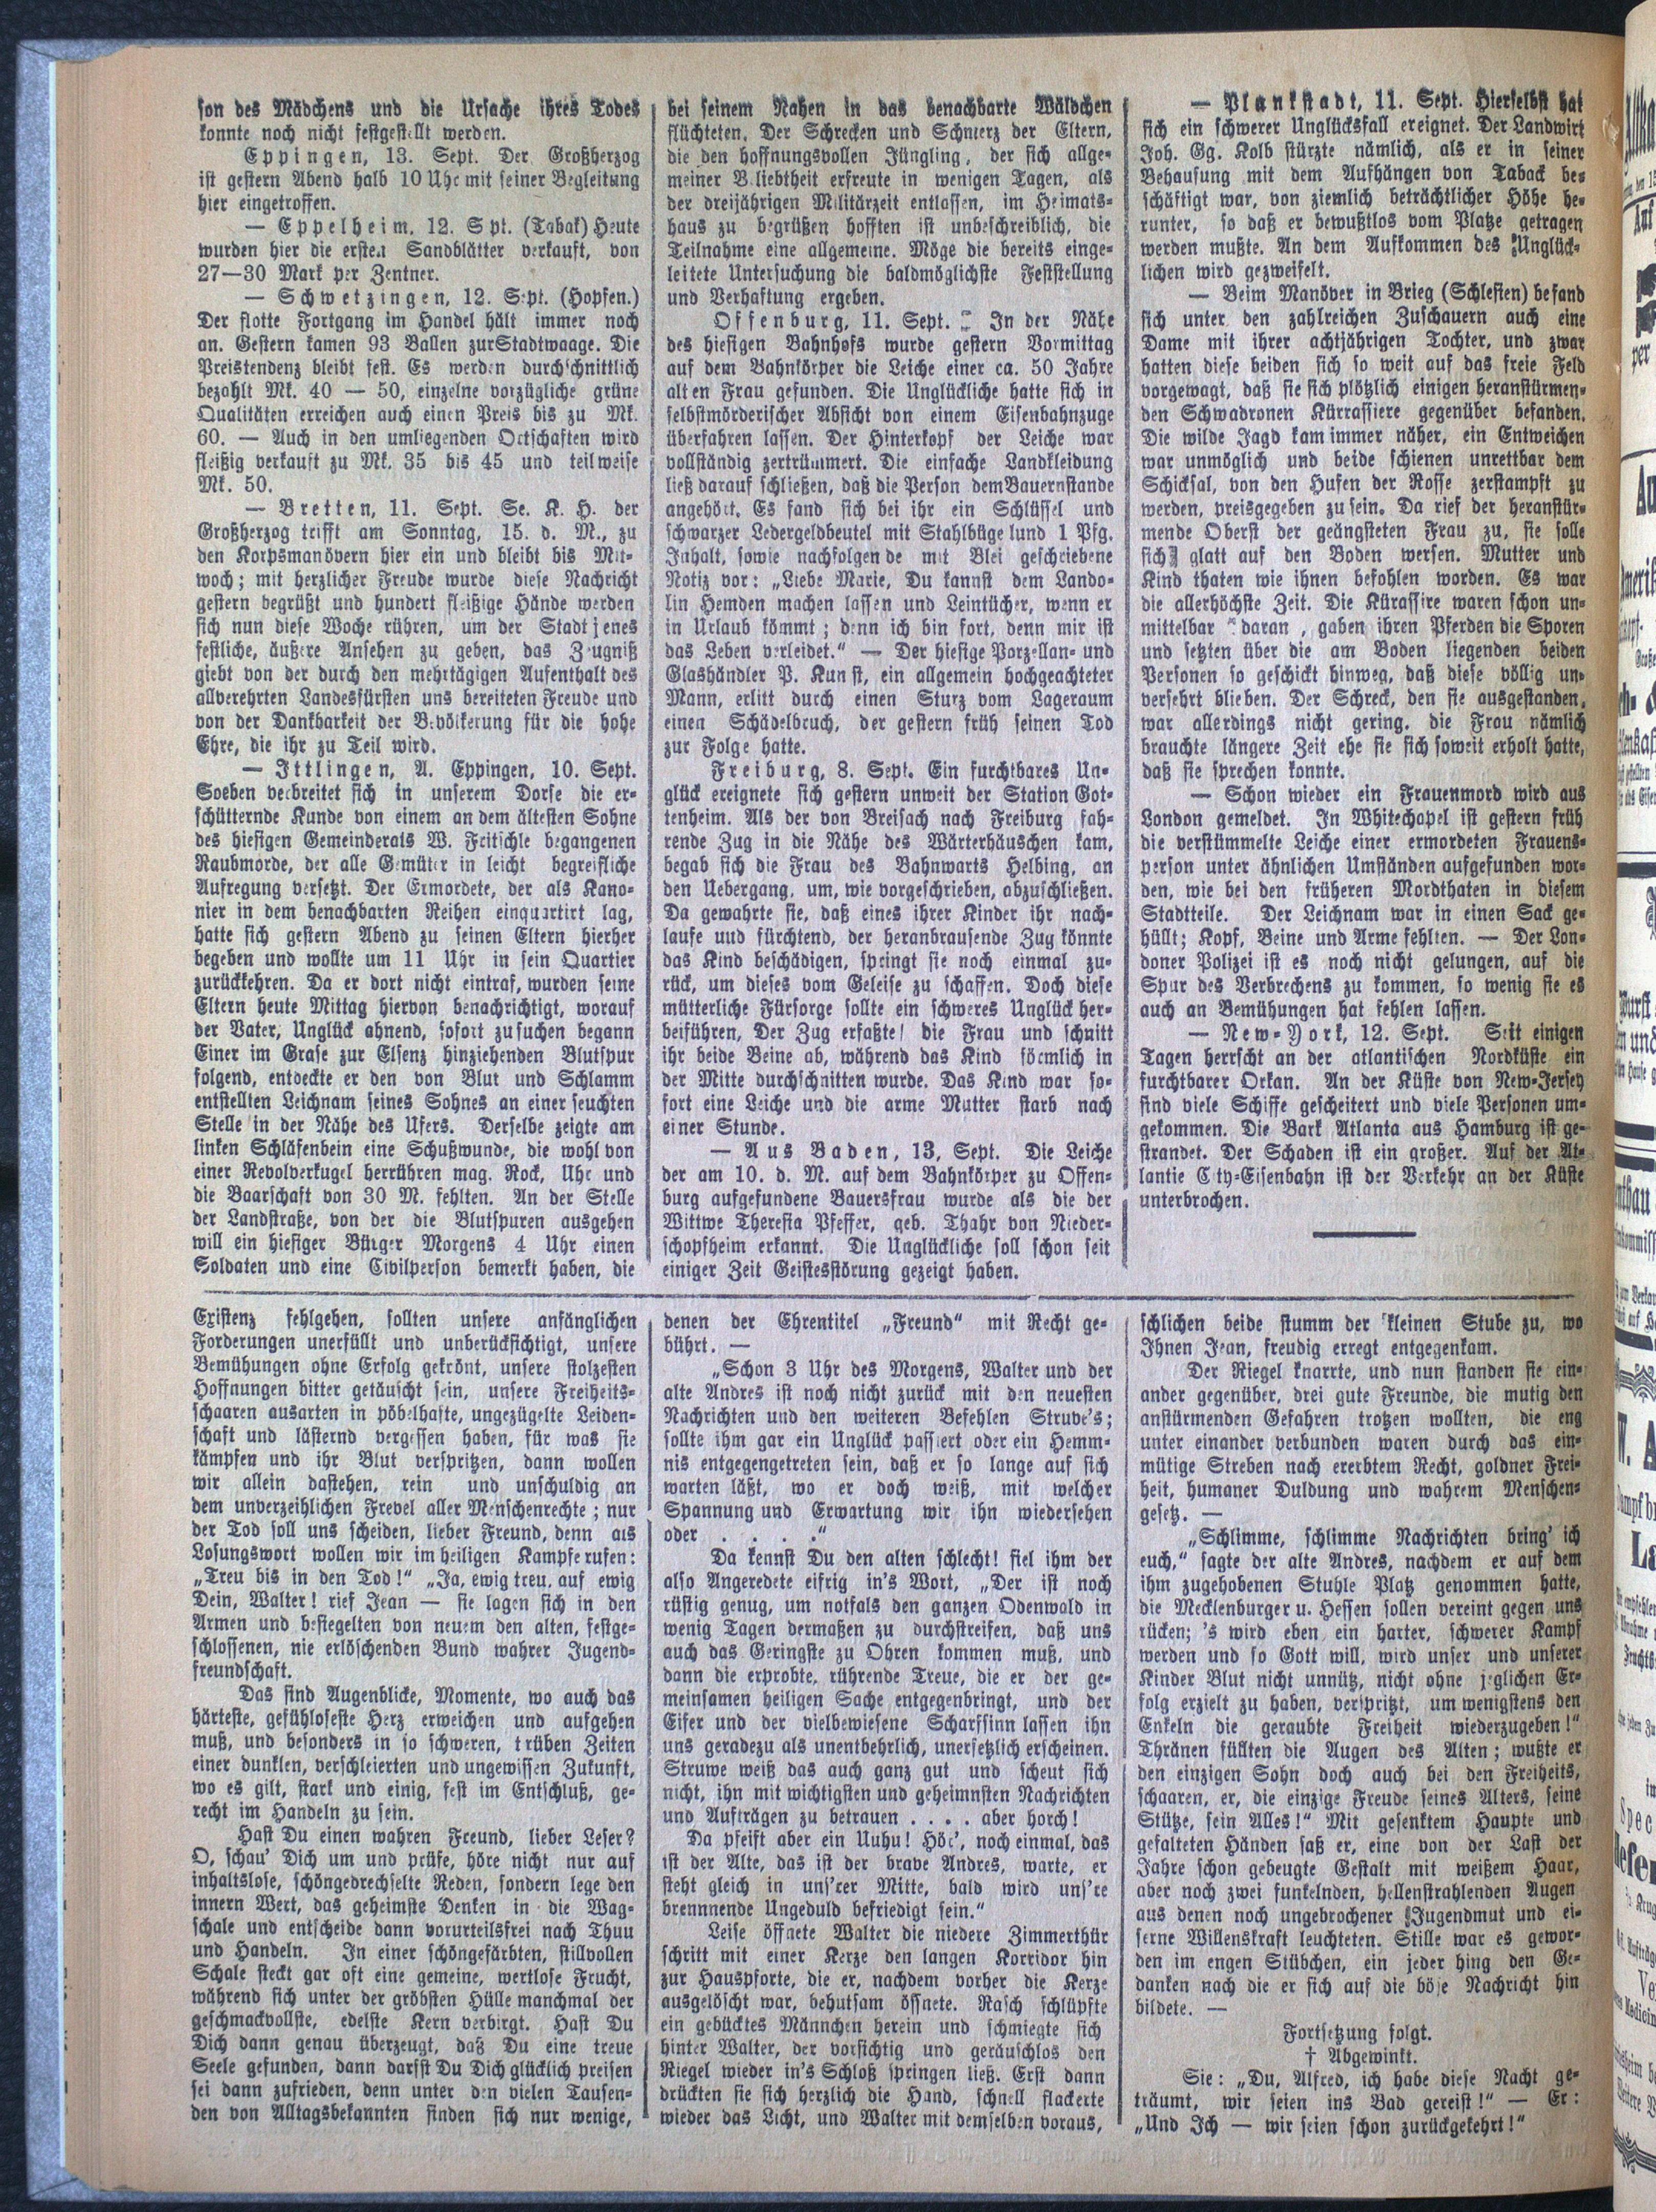 son des Mädchens und die Ursache ihres Todes
konnte noch nicht festgestellt werden.
Eppingen, 13. Sept. Der Großherzog
ist gestern Abend halb 10 Uhr mit seiner Begleitung
hier eingetroffen.
— Eppelheim, 12. S pt. (Tabak) Heute
wurden hier die ersten Sandblätter verkauft, von
27—30 Mark per Zentner.
— Schwetzingen, 12. Sept. (Hopfen.)
Der flotte Fortgang im Handel hält immer noch
an. Gestern kamen 93 Ballen zur Stadtwaage. Die
Preistendenz bleibt fest. Es werden durchschnittlich
bezahlt Mk. 40 — 50, einzelne vorzügliche grüne
Qualitäten erreichen auch einen Preis bis zu Mk.
60. — Auch in den umliegenden Ortschaften wird
fleißig verkauft zu Mk. 35 bis 45 und teilweise
Mk. 50.
— Bretten, 11. Sept. Se. K. H. der
Großherzog trifft am Sonntag, 15. d. M., zu
den Korpsmanövern hier ein und bleibt bis Mit-
woch; mit herzlicher Freude wurde diese Nachricht
gestern begrüßt und hundert fleißige Hände werden
sich nun diese Woche rühren, um der Stadt jenes
festliche, äußere Ansehen zu geben, das Zeugniß
giebt von der durch den mehrtägigen Aufenthalt des
allverehrten Landesfürsten uns bereiteten Freude und
von der Dankbarkeit der Bevölkerung für die hohe
Ehre, die ihr zu Teil wird.
— Ittlingen, A. Eppingen, 10. Sept.
Soeben verbreitet sich in unserem Dorfe die er-
schütternde Kunde von einem an dem ältesten Sohne
des hiesigen Gemeinderats W. Feitschle begangenen
Raubmorde, der alle Gemüter in leicht begreifliche
Aufregung versetzt. Der Ermordete, der als Kano-
nier in dem benachbarten Reihen einquartirt lag,
hatte sich gestern Abend zu seinen Eltern hierher
begeben und wollte um 11 Uhr in sein Quartier
zurückkehren. Da er dort nicht eintraf, wurden seine
Eltern heute Mittag hiervon benachrichtigt, worauf
der Vater, Unglück ahnend, sofort zu suchen begann
Einer im Grase zur Elsenz hinziehenden Blutspur
folgend, entdeckte er den von Blut und Schlamm
entstellten Leichnam seines Sohnes an einer feuchten
Stelle in der Nähe des Ufers. Derselbe zeigte am
linken Schläfenbein eine Schußwunde, die wohl von
einer Revolverkugel herrühren mag. Rock, Uhr und
die Baarschaft von 30 M. fehlten. An der Stelle
der Landstraße, von der die Blutspuren ausgehen
will ein hiesiger Bürger Morgens 4 Uhr einen
Soldaten und eine Civilperson bemerkt haben, die
bei seinem Nahen in das benachbarte Wäldchen
flüchteten. Der Schrecken und Schmerz der Eltern,
die den hoffnungsvollen Jüngling, der sich allge-
meiner Beliebtheit erfreute in wenigen Tagen, als
der dreijährigen Militärzeit entlassen, im Heimats-
haus zu begrüßen hofften ist unbeschreiblich, die
Teilnahme eine allgemeine. Möge die bereits einge-
leitete Untersuchung die baldmöglichste Feststellung
und Verhaftung ergeben.
Offenburg, 11. Sept. In der Nähe
des hiesigen Bahnhofs wurde gestern Vormittag
auf dem Bahnkörper die Leiche einer ca. 50 Jahre
alten Frau gefunden. Die Unglückliche hatte sich in
selbstmörderischer Absicht von einem Eisenbahnzuge
überfahren lassen. Der Hinterkopf der Leiche war
vollständig zertrümmert. Die einfache Landkleidung
ließ darauf schließen, daß die Person dem Bauernstande
angehört. Es fand sich bei ihr ein Schlüssel und
schwarzer Ledergeldbeutel mit Stahlbügel und 1 Pfg.
Inhalt, sowie nachfolgende mit Blei geschriebene
Notiz vor: „Liebe Marie, Du kannst dem Lando-
lin Hemden machen lassen und Leintücher, wenn er
in Urlaub kömmt; denn ich bin fort, denn mir ist
das Leben verleidet.“ — Der hiesige Porzellan- und
Glashändler P. Kunst, ein allgemein hochgeachteter
Mann, erlitt durch einen Sturz vom Lageraum
einen Schädelbruch, der gestern früh seinen Tod
zur Folge hatte.
Freiburg, 8. Sept. Ein furchtbares Un-
glück ereignete sich gestern unweit der Station Got-
tenheim. Als der von Breisach nach Freiburg fah-
rende Zug in die Nähe des Wärterhäuschen kam,
begab sich die Frau des Bahnwarts Helbing, an
den Uebergang, um, wie vorgeschrieben, abzuschließen.
Da gewahrte sie, daß eines ihrer Kinder ihr nach-
laufe und fürchtend, der heranbrausende Zug könnte
das Kind beschädigen, springt sie noch einmal zu-
rück, um dieses vom Geleise zu schaffen. Doch diese
mütterliche Fürsorge sollte ein schweres Unglück her-
beiführen, Der Zug erfaßte die Frau und schnitt
ihr beide Beine ab, während das Kind förmlich in
der Mitte durchschnitten wurde. Das Kind war so-
fort eine Leiche und die arme Mutter starb nach
einer Stunde.
— Aus Baden, 13, Sept. Die Leiche
der am 10. d. M. auf dem Bahnkörper zu Offen-
burg aufgefundene Bauersfrau wurde als die der
Wittwe Theresia Pfeffer, geb. Thahr von Nieder-
schopfheim erkannt. Die Unglückliche soll schon seit
einiger Zeit Geistesstörung gezeigt haben.
— Plankstadt, 11. Sept. Hierselbst hat
sich ein schwerer Unglücksfall ereignet. Der Landwirt
Joh. Gg. Kolb stürzte nämlich, als er in seiner
Behausung mit dem Aufhängen von Taback be-
schäftigt war, von ziemlich beträchtlicher Höhe he-
runter, so daß er bewußtlos vom Platze getragen
werden mußte. An dem Aufkommen des Unglück-
lichen wird gezweifelt.
— Beim Manöver in Brieg (Schlesien) befand
sich unter den zahlreichen Zuschauern auch eine
Dame mit ihrer achtjährigen Tochter, und zwar
hatten diese beiden sich so weit auf das freie Feld
vorgewagt, daß sie sich plötzlich einigen heranstürmen-
den Schwadronen Kürrassiere gegenüber befanden.
Die wilde Jagd kam immer näher, ein Entweichen
war unmöglich und beide schienen unrettbar dem
Schicksal, von den Hufen der Rosse zerstampft zu
werden, preisgegeben zu sein. Da rief der heranstür-
mende Oberst der geängsteten Frau zu, sie solle
sich glatt auf den Boden werfen. Mutter und
Kind thaten wie ihnen befohlen worden. Es war
die allerhöchste Zeit. Die Kürassire waren schon un-
mittelbar daran, gaben ihren Pferden die Sporen
und setzten über die am Boden liegenden beiden
Personen so geschickt hinweg, daß diese völlig un-
versehrt blieben. Der Schreck, den sie ausgestanden,
war allerdings nicht gering. die Frau nämlich
brauchte längere Zeit ehe sie sich soweit erholt hatte,
daß sie sprechen konnte.
— Schon wieder ein Frauenmord wird aus
London gemeldet. In Whitechapel ist gestern früh
die verstümmelte Leiche einer ermordeten Frauens-
person unter ähnlichen Umständen aufgefunden wor-
den, wie bei den früheren Mordthaten in diesem
Stadtteile. Der Leichnam war in einen Sack ge-
hüllt; Kopf, Beine und Arme fehlten. — Der Lon-
doner Polizei ist es noch nicht gelungen, auf die
Spur des Verbrechens zu kommen, so wenig sie es
auch an Bemühungen hat fehlen lassen.
— New-York, 12. Sept. Seit einigen
Tagen herrscht an der atlantischen Nordküste ein
furchtbarer Orkan. An der Küste von New-Jersey
sind viele Schiffe gescheitert und viele Personen um-
gekommen. Die Bark Atlanta aus Hamburg ist ge-
strandet. Der Schaden ist ein großer. Auf der At-
lantie City-Eisenbahn ist der Verkehr an der Küste
unterbrochen.
Existenz fehlgehen, sollten unsere anfänglichen
Forderungen unerfüllt und unberücksichtigt, unsere
Bemühungen ohne Erfolg gekrönt, unsere stolzesten
Hoffnungen bitter getäuscht sein, unsere Freiheits-
schaaren ausarten in pöbelhafte, ungezügelte Leiden-
schaft und lästernd vergessen haben, für was sie
kämpfen und ihr Blut verspritzen, dann wollen
wir allein dastehen, rein und unschuldig an
dem unverzeihlichen Frevel aller Menschenrechte; nur
der Tod soll uns scheiden, lieber Freund, denn als
Losungswort wollen wir im heiligen Kampfe rufen:
„Treu bis in den Tod!“ „Ja, ewig treu, auf ewig
Dein, Walter! rief Jean — sie lagen sich in den
Armen und besiegelten von neuem den alten, festge-
schlossenen, nie erlöschenden Bund wahrer Jugend-
freundschaft.
Das sind Augenblicke, Momente, wo auch das
härteste, gefühlloseste Herz erweichen und aufgehen
muß, und besonders in so schweren, trüben Zeiten
einer dunklen, verschleierten und ungewissen Zukunft,
wo es gilt, stark und einig, fest im Entschluß, ge-
recht im Handeln zu sein.
Hast Du einen wahren Freund, lieber Leser?
O, schau' Dich um und prüfe, höre nicht nur auf
inhaltslose, schöngedrechselte Reden, sondern lege den
innern Wert, das geheimste Denken in die Wag-
schale und entscheide dann vorurteilsfrei nach Thuu
und Handeln. In einer schöngefärbten, stillvollen
Schale steckt gar oft eine gemeine, wertlose Frucht,
während sich unter der gröbsten Hülle manchmal der
geschmackvollste, edelste Kern verbirgt. Hast Du
Dich dann genau überzeugt, daß Du eine treue
Seele gefunden, dann darfst Du Dich glücklich preisen
sei dann zufrieden, denn unter den vielen Tausen-
den von Alltagsbekannten finden sich nur wenige,
denen der Ehrentitel „Freund“ mit Recht ge-
bührt. —
„Schon 3 Uhr des Morgens, Walter und der
alte Andres ist noch nicht zurück mit den neuesten
Nachrichten und den weiteren Befehlen Struve's;
sollte ihm gar ein Unglück passiert oder ein Hemm-
nis entgegengetreten sein, daß er so lange auf sich
warten läßt, wo er doch weiß, mit welcher
Spannung und Erwartung wir ihn wiedersehen
oder . . . .“
Da kennst Du den alten schlecht! fiel ihm der
also Angeredete eifrig in's Wort, „Der ist noch
rüstig genug, um notfals den ganzen Odenwald in
wenig Tagen dermaßen zu durchstreifen, daß uns
auch das Geringste zu Ohren kommen muß, und
dann die erprobte, rührende Treue, die er der ge-
meinsamen heiligen Sache entgegenbringt, und der
Eifer und der vielbewiesene Scharfsinn lassen ihn
uns geradezu als unentbehrlich, unersetzlich erscheinen.
Struwe weiß das auch ganz gut und scheut sich
nicht, ihn mit wichtigsten und geheimnsten Nachrichten
und Aufträgen zu betrauen . . . . aber horch!
Da pfeift aber ein Uuhu! Hör', noch einmal, das
ist der Alte, das ist der brave Andres, warte, er
steht gleich in uns'rer Mitte, bald wird uns're
brennnende Ungeduld befriedigt sein.“
Leise öffnete Walter die niedere Zimmerthür
schritt mit einer Kerze den langen Korridor hin
zur Hauspforte, die er, nachdem vorher die Kerze
ausgelöscht war, behutsam öffnete. Rasch schlüpfte
ein gebücktes Männchen herein und schmiegte sich
hinter Walter, der vorsichtig und geräuschlos den
Riegel wieder in's Schloß springen ließ. Erst dann
drückten sie sich herzlich die Hand, schnell flackerte
wieder das Licht, und Walter mit demselben voraus,
schlichen beide stumm der kleinen Stube zu, wo
Ihnen Jean, freudig erregt entgegenkam.
Der Riegel knarrte, und nun standen sie ein-
ander gegenüber, drei gute Freunde, die mutig den
anstürmenden Gefahren trotzen wollten, die eng
unter einander verbunden waren durch das ein-
mütige Streben nach ererbtem Recht, goldner Frei-
heit, humaner Duldung und wahrem Menschen-
gesetz. —
„Schlimme, schlimme Nachrichten bring' ich
euch,“ sagte der alte Andres, nachdem er auf dem
ihm zugehobenen Stuhle Platz genommen hatte,
die Mecklenburger u. Hessen sollen vereint gegen uns
rücken; 's wird eben ein harter, schwerer Kampf
werden und so Gott will, wird unser und unserer
Kinder Blut nicht unnütz, nicht ohne jeglichen Er-
folg erzielt zu haben, verspritzt, um wenigstens den
Enkeln die geraubte Freiheit wiederzugeben!“
Thränen füllten die Augen des Alten; wußte er
den einzigen Sohn doch auch bei den Freiheits,
schaaren, er, die einzige Freude seines Alters, seine
Stütze, sein Alles!“ Mit gesenktem Haupte und
gefalteten Händen saß er, eine von der Last der
Jahre schon gebeugte Gestalt mit weißem Haar,
aber noch zwei funkelnden, hellenstrahlenden Augen
aus denen noch ungebrochener Jugendmut und ei-
serne Willenskraft leuchteten. Stille war es gewor-
den im engen Stübchen, ein jeder hing den Ge-
danken nach die er sich auf die böse Nachricht hin
bildete. —
Fortsetzung folgt.
† Abgewinkt.
Sie: „Du, Alfred, ich habe diese Nacht ge-
träumt, wir seien ins Bad gereist!“ — Er:
„Und Ich — wir seien schon zurückgekehrt!“